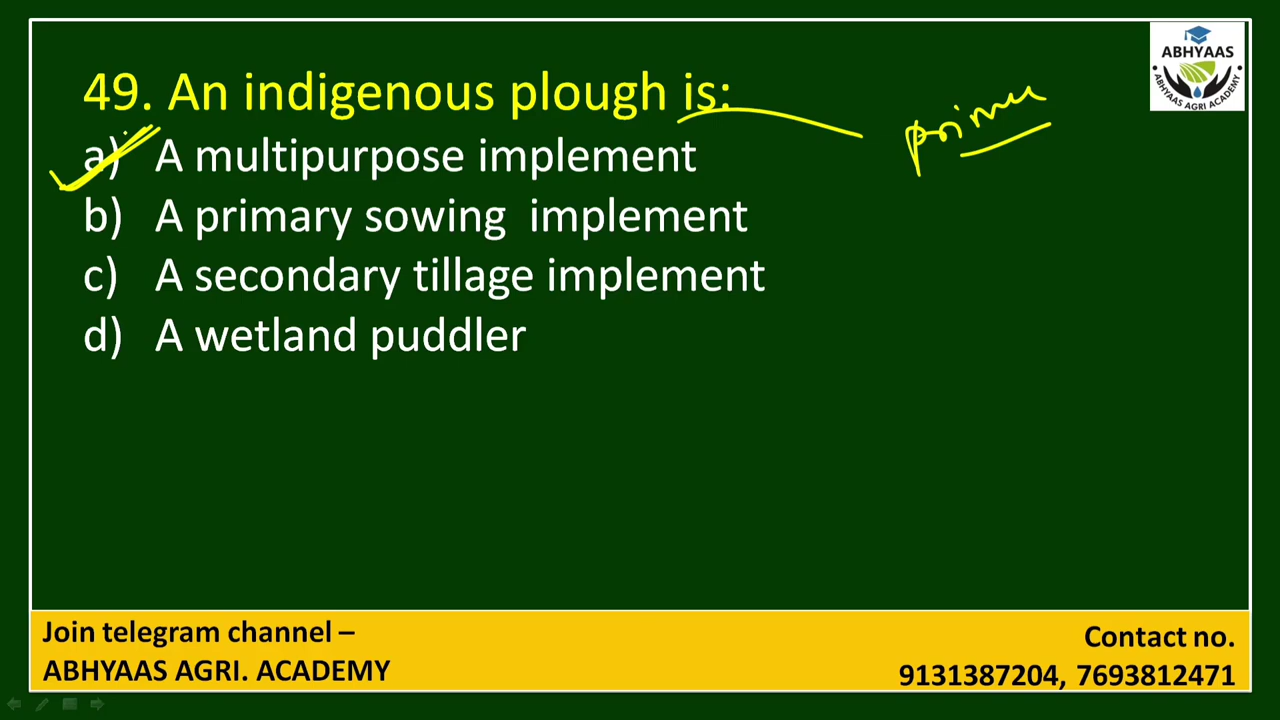 ABHYAAS
ABHYAAS AGRI ACADEMY
49. An indigenous plough is:
a) A multipurpose implement
b) A primary sowing implement
c) A secondary tillage implement
d) A wetland puddler
Join telegram channel –
ABHYAAS AGRI. ACADEMY
Contact no.
9131387204, 7693812471